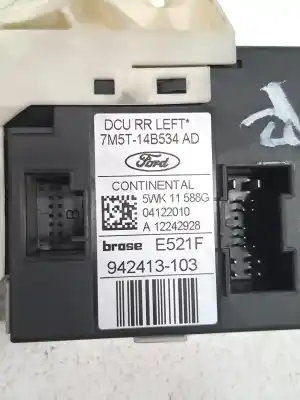 DCU RR LEFT*
7M5T-14B534 AD
Ford
CONTINENTAL
5WK 11 588G
04122010
A 12242928
brose E521F
942413-103